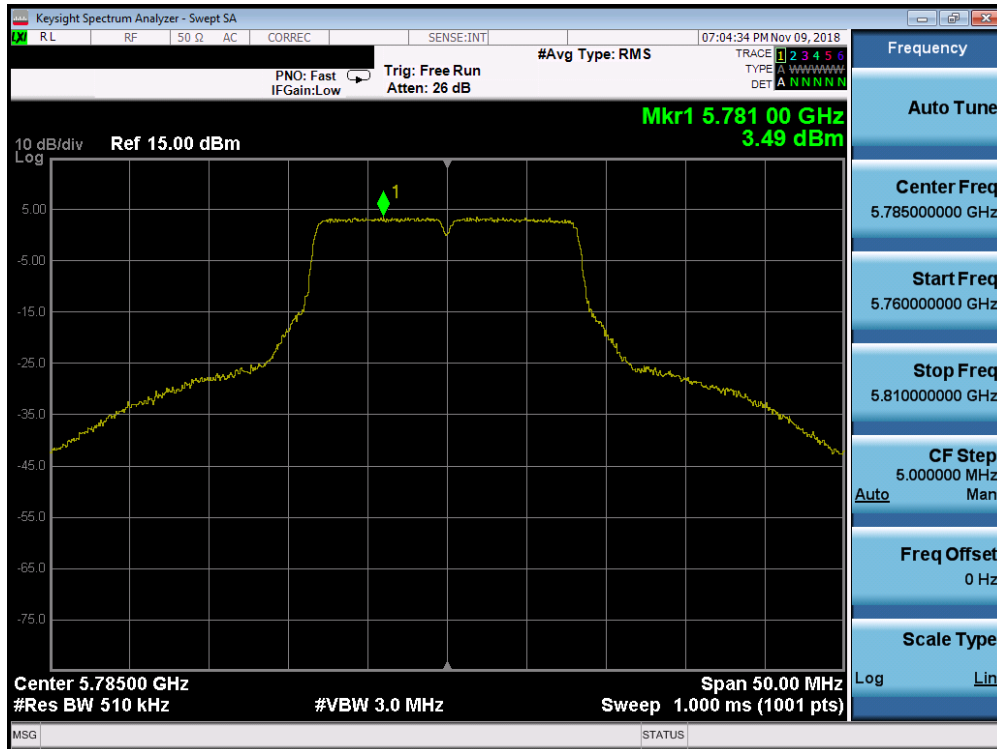 Keysight Spectrum Analyzer - Swept SA
LXI RL RF 50 Ω AC CORREC SENSE:INT 07:04:34 PM Nov 09, 2018
#Avg Type: RMS
TRACE 1 2 3 4 5 6
TYPE A WWWWW
DET A N N N N N
PNO: Fast
IFGain:Low
Trig: Free Run
Atten: 26 dB
Mkr1 5.781 00 GHz
3.49 dBm
10 dB/div
Log
Ref 15.00 dBm
1
5.00
-5.00
-15.0
-25.0
-35.0
-45.0
-55.0
-65.0
-75.0
Center 5.78500 GHz
Span 50.00 MHz
#Res BW 510 kHz
#VBW 3.0 MHz
Sweep 1.000 ms (1001 pts)
MSG
STATUS
Frequency
Auto Tune
Center Freq
5.785000000 GHz
Start Freq
5.760000000 GHz
Stop Freq
5.810000000 GHz
CF Step
5.000000 MHz
Auto Man
Freq Offset
0 Hz
Scale Type
Log Lin